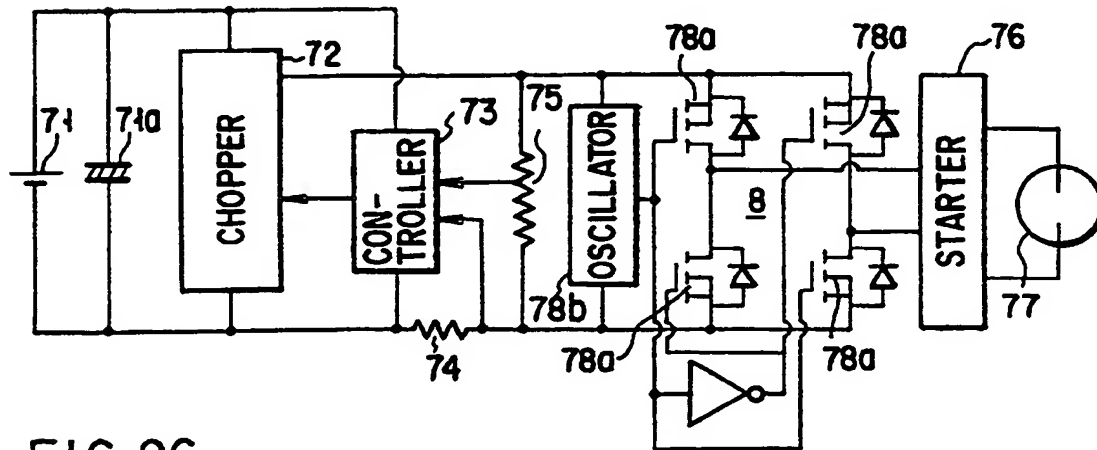 78a
78a
76
72
71
71a
75
73
CHOPPER
CON-
TROLLER
OSCILLATOR
8
STARTER
77
78b
74
78a
78a